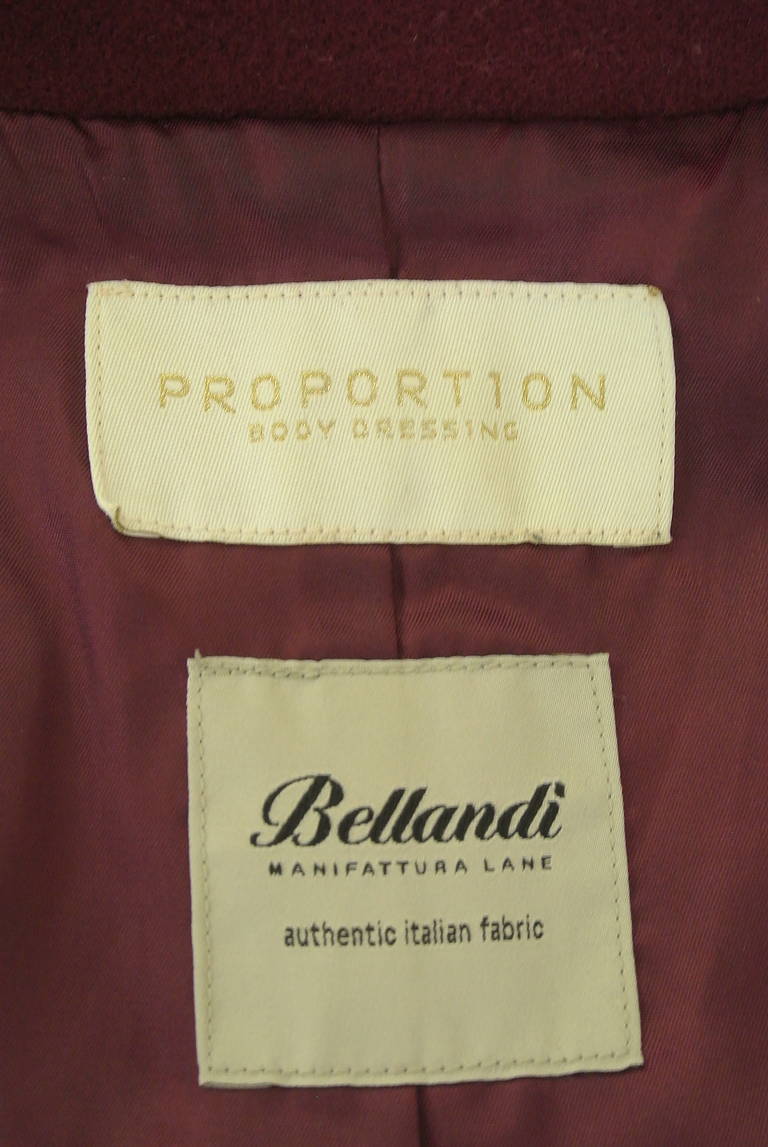 PROPORTION
BODY DRESSING
Bellandi
MANIFATTURA LANE
authentic italian fabric